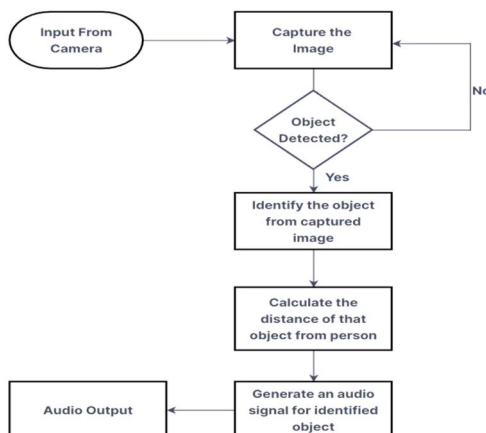 Input From
Camera
Capture the
Image
Object
Detected?
No
Yes
Identify the object
from captured
image
Calculate the
distance of that
object from person
Generate an audio
signal for identified
object
Audio Output